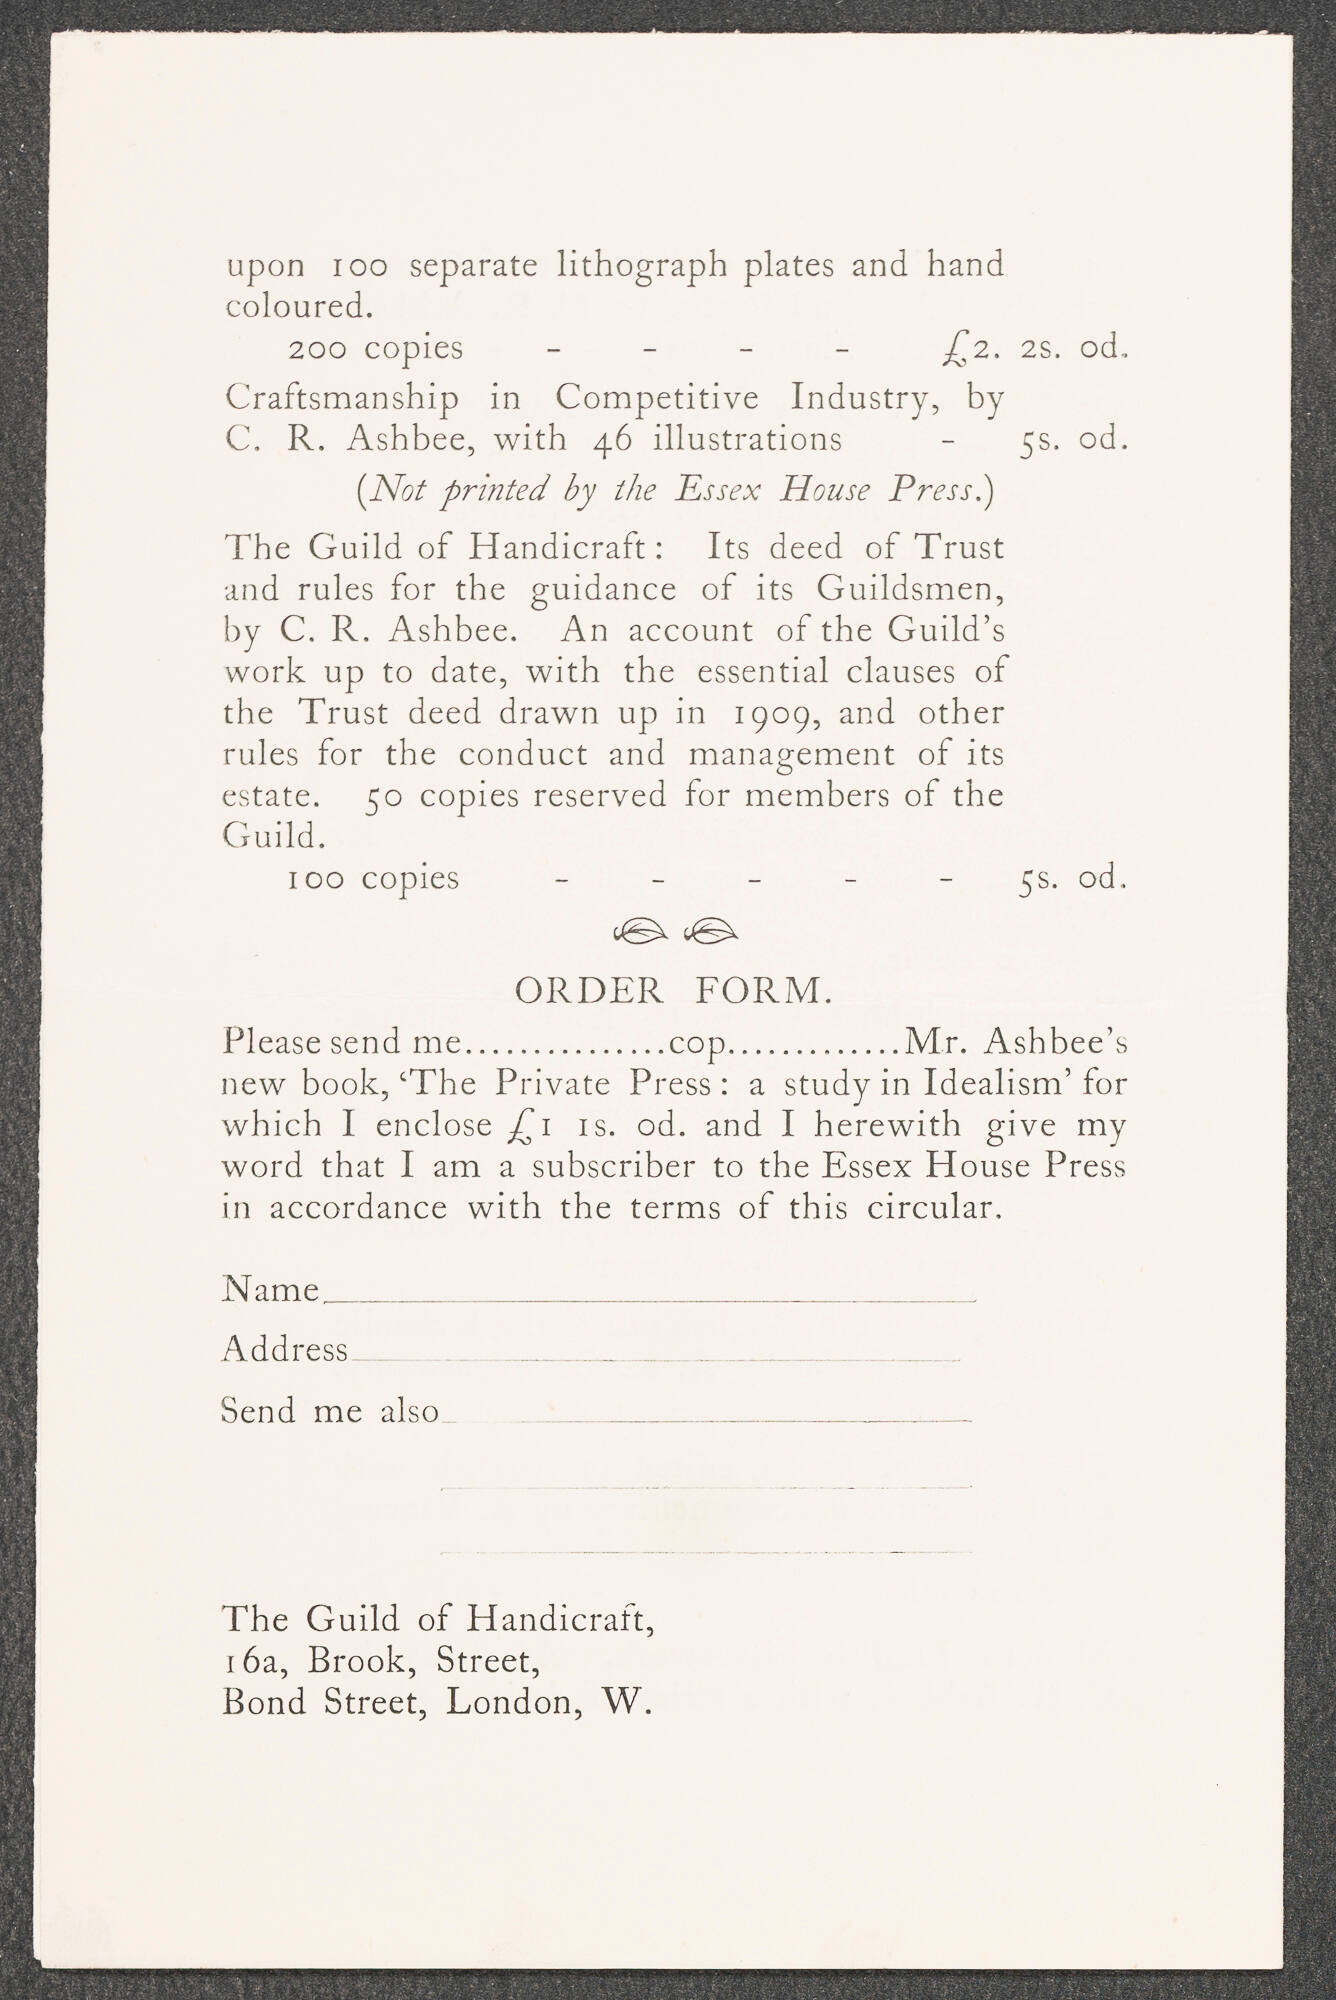 upon 100 separate lithograph plates and hand
coloured.
200 copies - - - - £2. 2s. od.
Craftsmanship in Competitive Industry, by
C. R. Ashbee, with 46 illustrations - 5s. od.
(Not printed by the Essex House Press.)
The Guild of Handicraft: Its deed of Trust
and rules for the guidance of its Guildsmen,
by C. R. Ashbee. An account of the Guild's
work up to date, with the essential clauses of
the Trust deed drawn up in 1909, and other
rules for the conduct and management of its
estate. 50 copies reserved for members of the
Guild.
100 copies - - - - - 5s. od.
ORDER FORM.
Please send me...............cop.............Mr. Ashbee's
new book, ‘The Private Press: a study in Idealism’ for
which I enclose £1 1s. od. and I herewith give my
word that I am a subscriber to the Essex House Press
in accordance with the terms of this circular.
Name
Address
Send me also
The Guild of Handicraft,
16a, Brook, Street,
Bond Street, London, W.